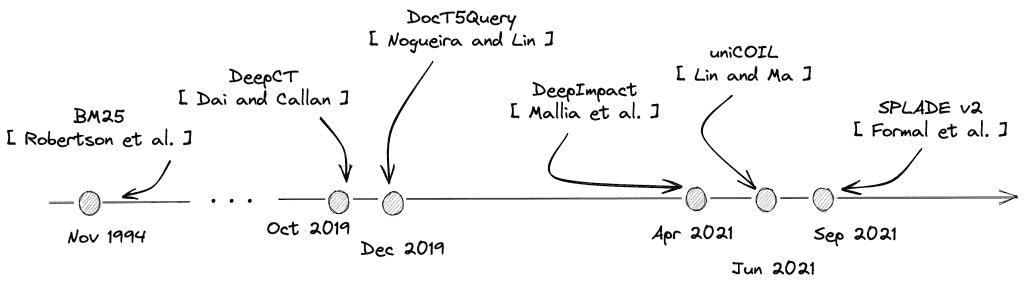 DocT5Query
[ Nogueira and Lin ]
uniCOIL
[ Lin and Ma ]
DeepCT
[ Dai and Callan ]
DeepImpact
[ Mallia et al. ]
BM25
[ Robertson et al. ]
SPLADE v2
[ Formal et al. ]
. . .
Nov 1994
Oct 2019
Dec 2019
Apr 2021
Jun 2021
Sep 2021